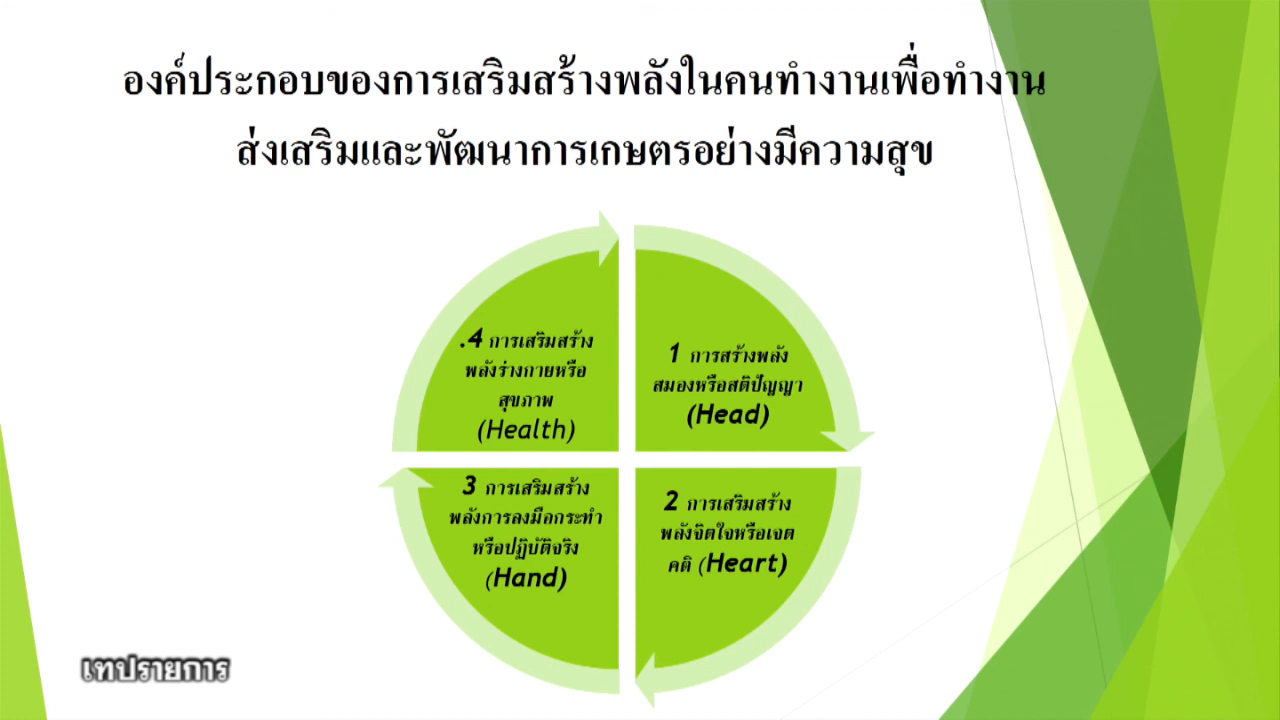 องค์ประกอบของการเสริมสร้างพลังในคนทำงานเพื่อทำงาน
ส่งเสริมและพัฒนาการเกษตรอย่างมีความสุข
1 การสร้างพลัง
สมองหรือสติปัญญา
(Head)
2 การเสริมสร้าง
พลังจิตใจหรือเจต
คติ (Heart)
3 การเสริมสร้าง
พลังการลงมือกระทำ
หรือปฏิบัติจริง
(Hand)
.4 การเสริมสร้าง
พลังร่างกายหรือ
สุขภาพ
(Health)
เทปรายการ